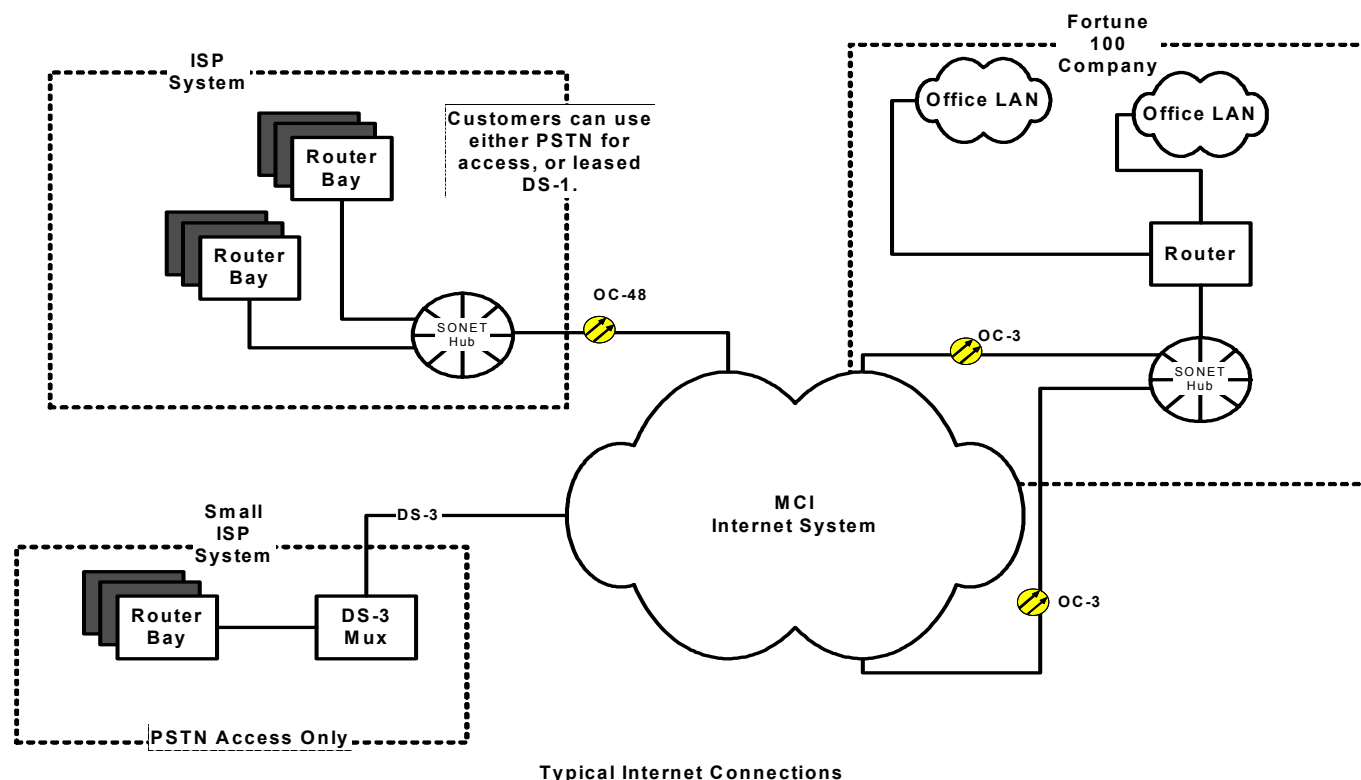 ISP
System
Customers can use
either PSTN for
access, or leased
DS-1.
Router
Bay
Router
Bay
SONET
Hub
OC-48
Fortune
100
Company
Office LAN
Office LAN
Router
OC-3
SONET
Hub
MCI
Internet System
OC-3
Small
ISP
System
DS-3
Router
Bay
DS-3
Mux
PSTN Access Only
Typical Internet Connections